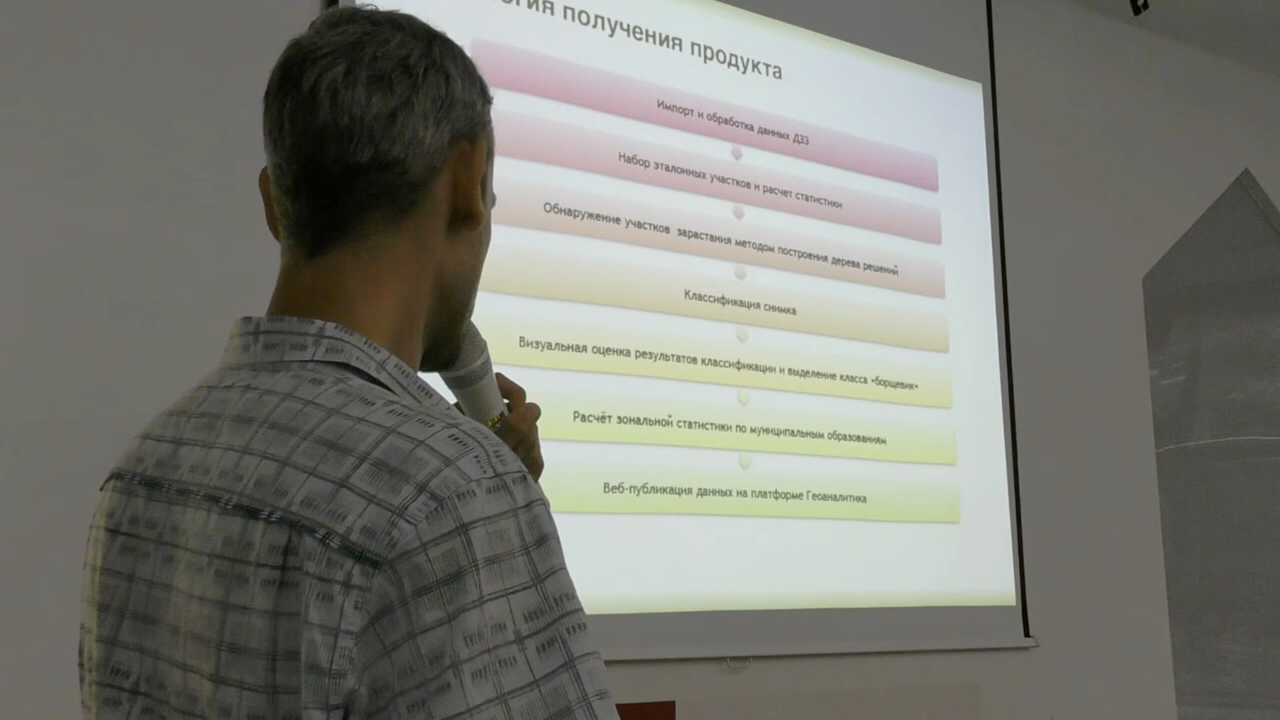 получения продукта
Импорт и обработка данных ДЗЗ
Набор эталонных участков и расчет статистики
Обнаружение участков зарастания методом построения дерева решений
Классификация снимка
Визуальная оценка результатов классификации и выделение класса «борщевик»
Расчёт зональной статистики по муниципальным образованиям
Веб-публикация данных на платформе Геоаналитика